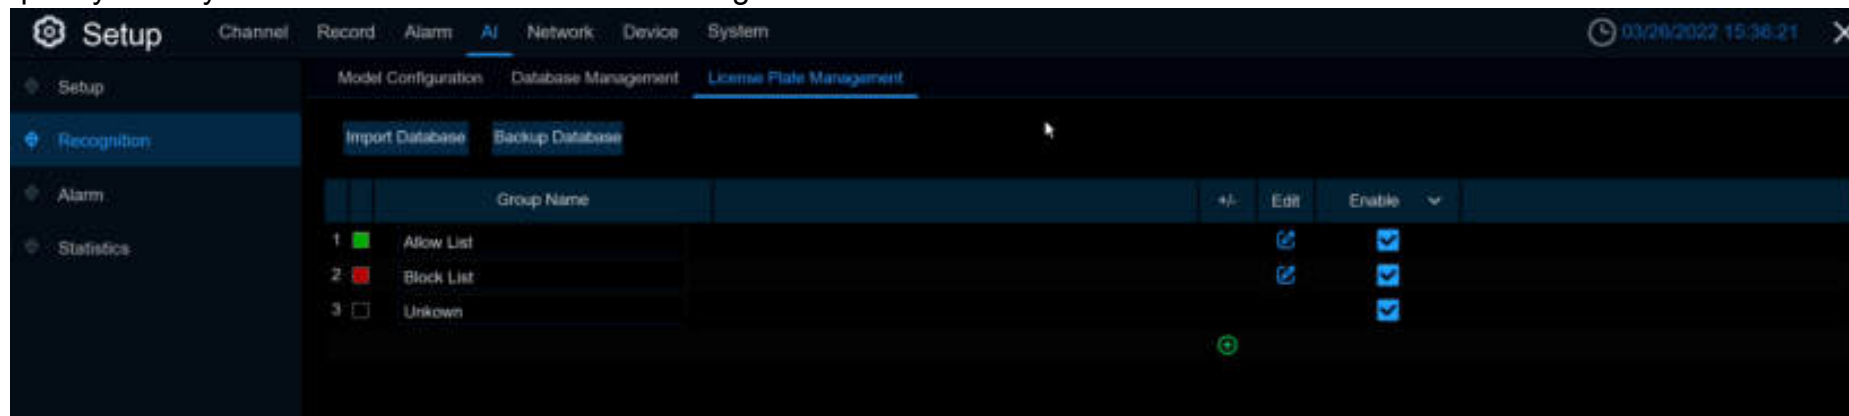 Setup Channel Record Alarm AI Network Device System 03/26/2022 15:36:21
Setup Model Configuration Database Management License Plate Management
Recognition Import Database Backup Database
Alarm Group Name +/- Edit Enable
1 Allow List
Statistics
2 Block List
3 Unkown